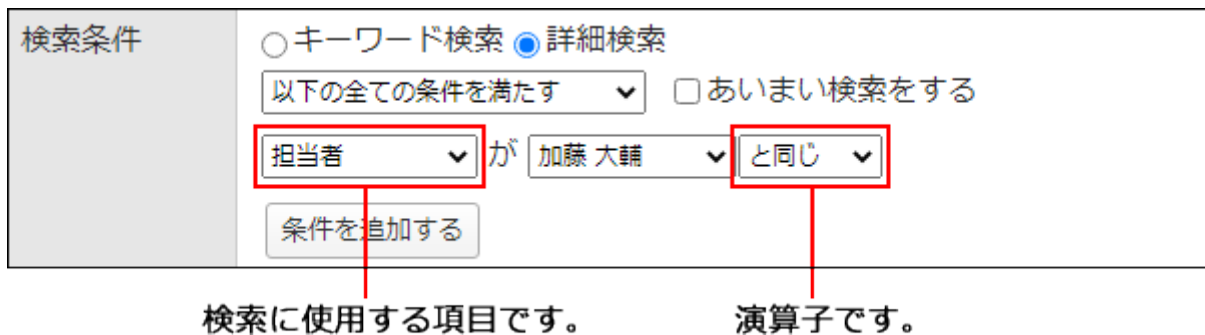 検索条件 キーワード検索 詳細検索
以下の全ての条件を満たす あいまい検索をする
担当者 が 加藤 大輔 と同じ
条件を追加する
検索に使用する項目です。 演算子です。